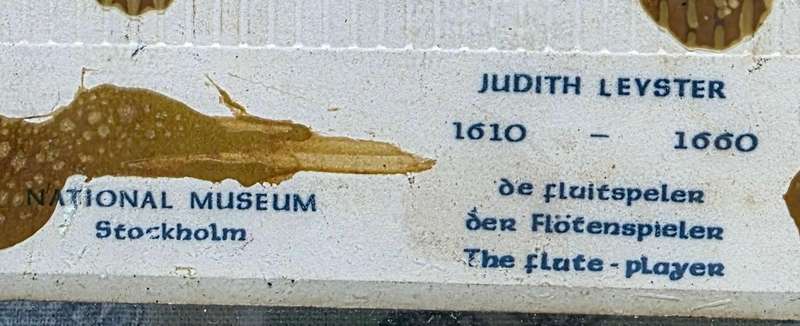 NATIONAL MUSEUM
Stockholm
JUDITH LEYSTER
1610 – 1660
de fluitspeler
der Flötenspieler
The flute-player